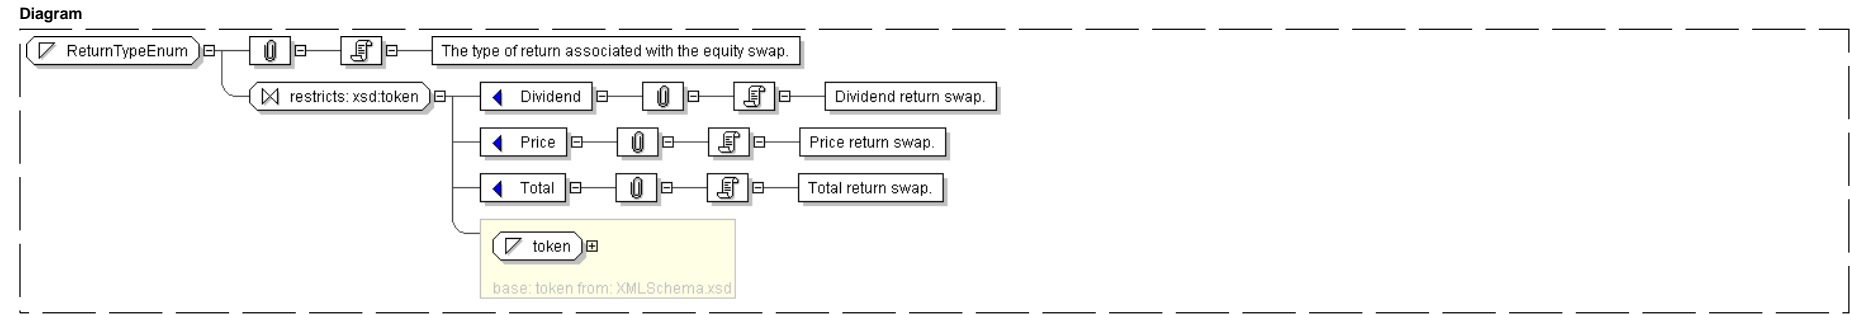 Diagram
ReturnTypeEnum
The type of return associated with the equity swap.
restricts: xsd:token
Dividend
Dividend return swap.
Price
Price return swap.
Total
Total return swap.
token
base: token from: XMLSchema.xsd